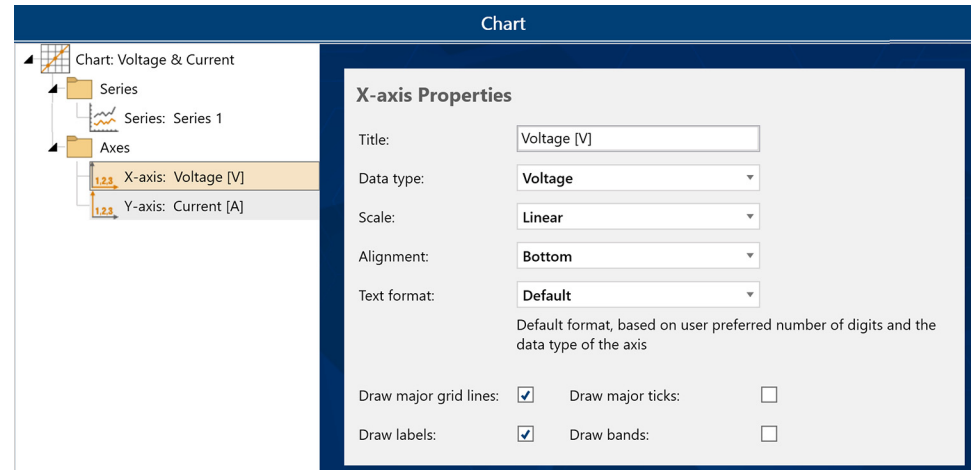 Chart
Chart: Voltage & Current
Series
Series: Series 1
Axes
1.2.3 X-axis: Voltage [V]
1.2.3 Y-axis: Current [A]
X-axis Properties
Title: Voltage [V]
Data type: Voltage
Scale: Linear
Alignment: Bottom
Text format: Default
Default format, based on user preferred number of digits and the
data type of the axis
Draw major grid lines: Draw major ticks:
Draw labels: Draw bands: